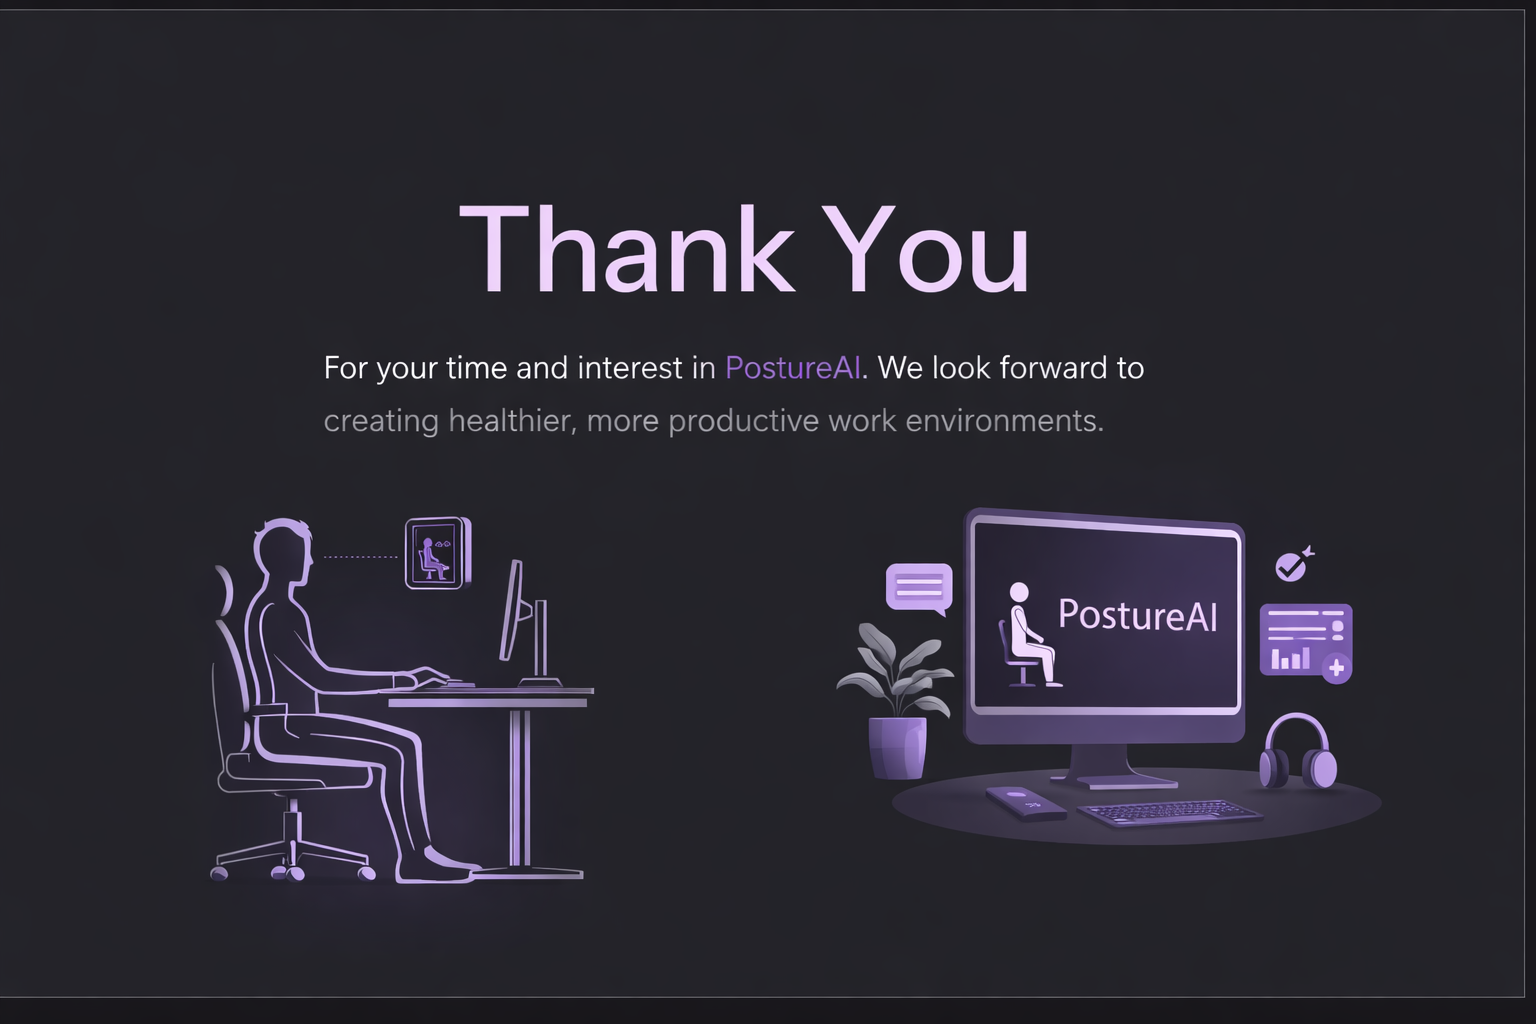 Thank You
For your time and interest in PostureAI. We look forward to
creating healthier, more productive work environments.
PostureAI